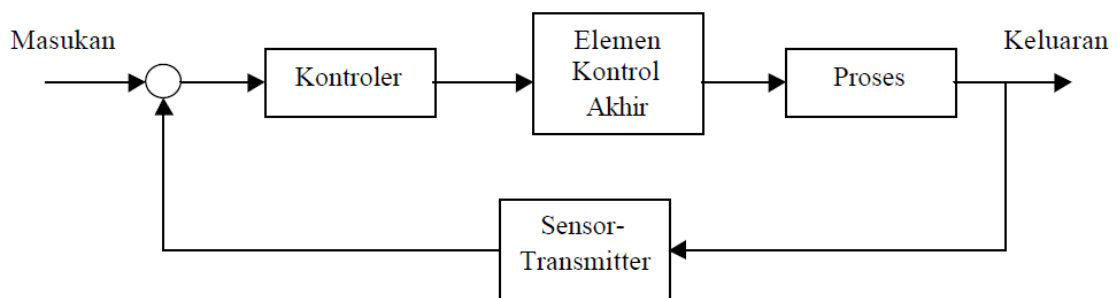 Masukan
Kontroler
Elemen
Kontrol
Akhir
Proses
Keluaran
Sensor-
Transmitter